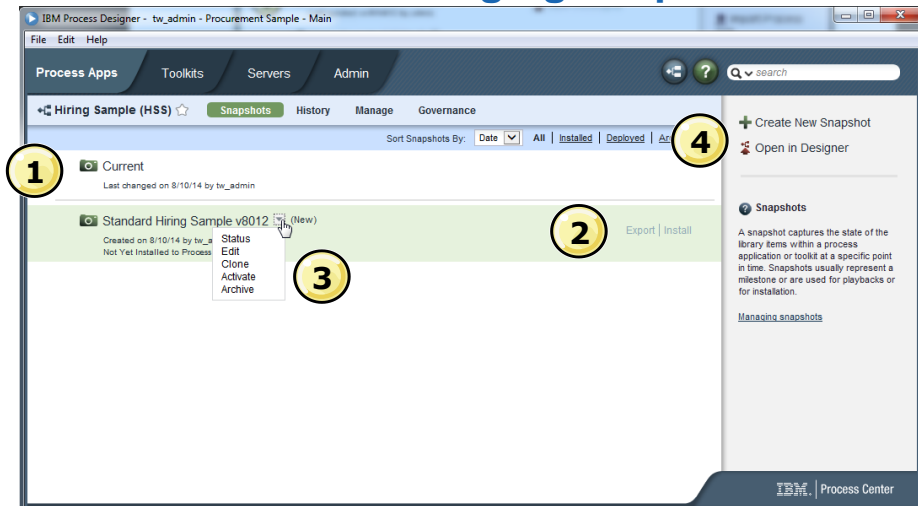 IBM Process Designer - tw_admin - Procurement Sample - Main
File Edit Help
Process Apps Toolkits Servers Admin
? search
Hiring Sample (HSS) Snapshots History Manage Governance
Sort Snapshots By: Date All | Installed | Deployed |
4
Create New Snapshot
Open in Designer
1
Current
Last changed on 8/10/14 by tw_admin
Standard Hiring Sample v8012 (New)
Created on 8/10/14 by
Not Yet Installed to Process
Status
Edit
Clone
Activate
Archive
3
2
Export | Install
? Snapshots
A snapshot captures the state of the
library items within a process
application or toolkit at a specific point
in time. Snapshots usually represent a
milestone or are used for playbacks or
for installation.
Managing snapshots
IBM. Process Center